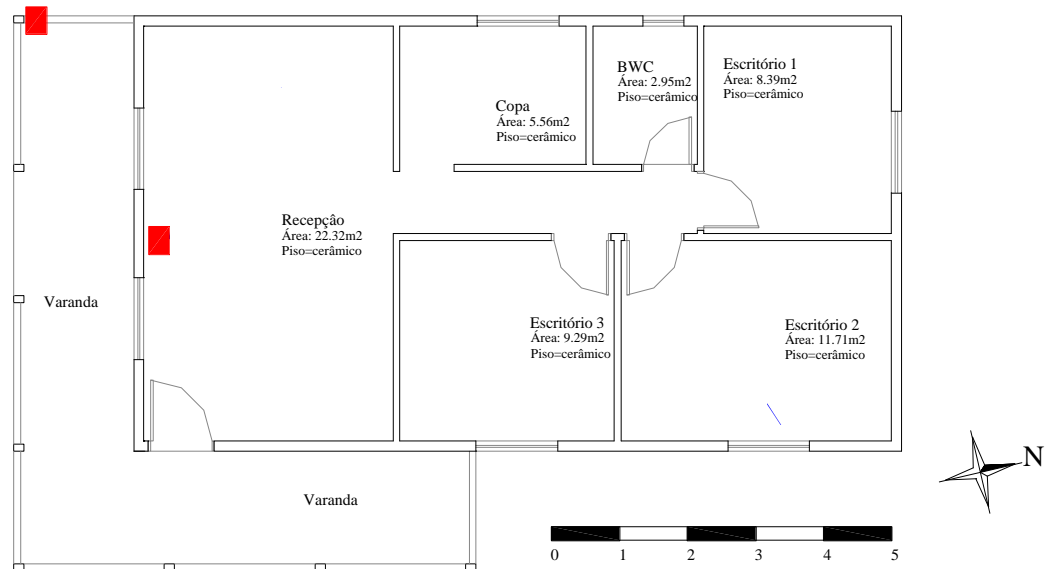 BWC
Área: 2.95m2
Piso=cerâmico
Escritório 1
Área: 8.39m2
Piso=cerâmico
Copa
Área: 5.56m2
Piso=cerâmico
Recepçâo
Área: 22.32m2
Piso=cerâmico
Varanda
Escritório 3
Área: 9.29m2
Piso=cerâmico
Escritório 2
Área: 11.71m2
Piso=cerâmico
N
Varanda
0 1 2 3 4 5